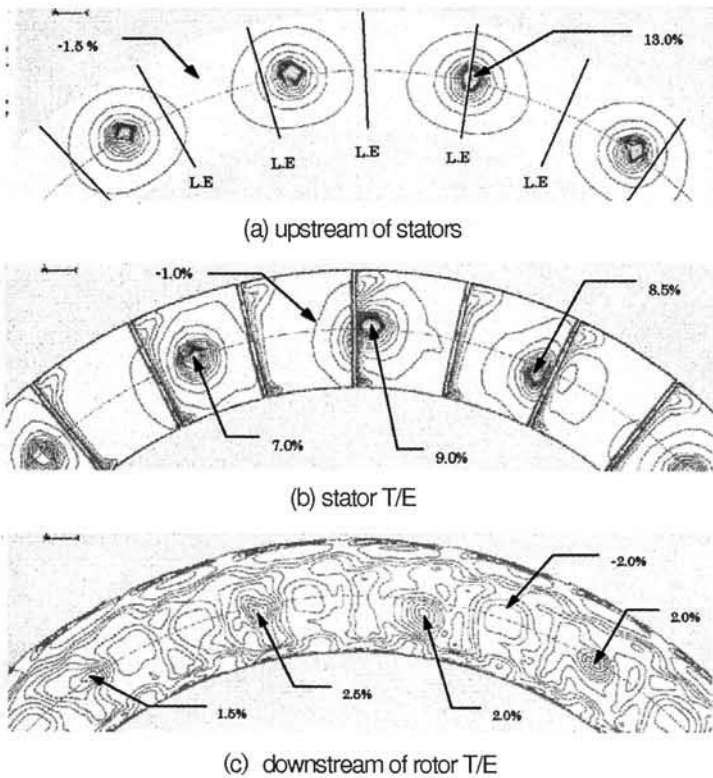 -1.5 %
13.0%
L.E
L.E
L.E
L.E
L.E
(a) upstream of stators
-1.0%
8.5%
7.0%
9.0%
(b) stator T/E
-2.0%
2.0%
2.5%
1.5%
2.0%
(c) downstream of rotor T/E